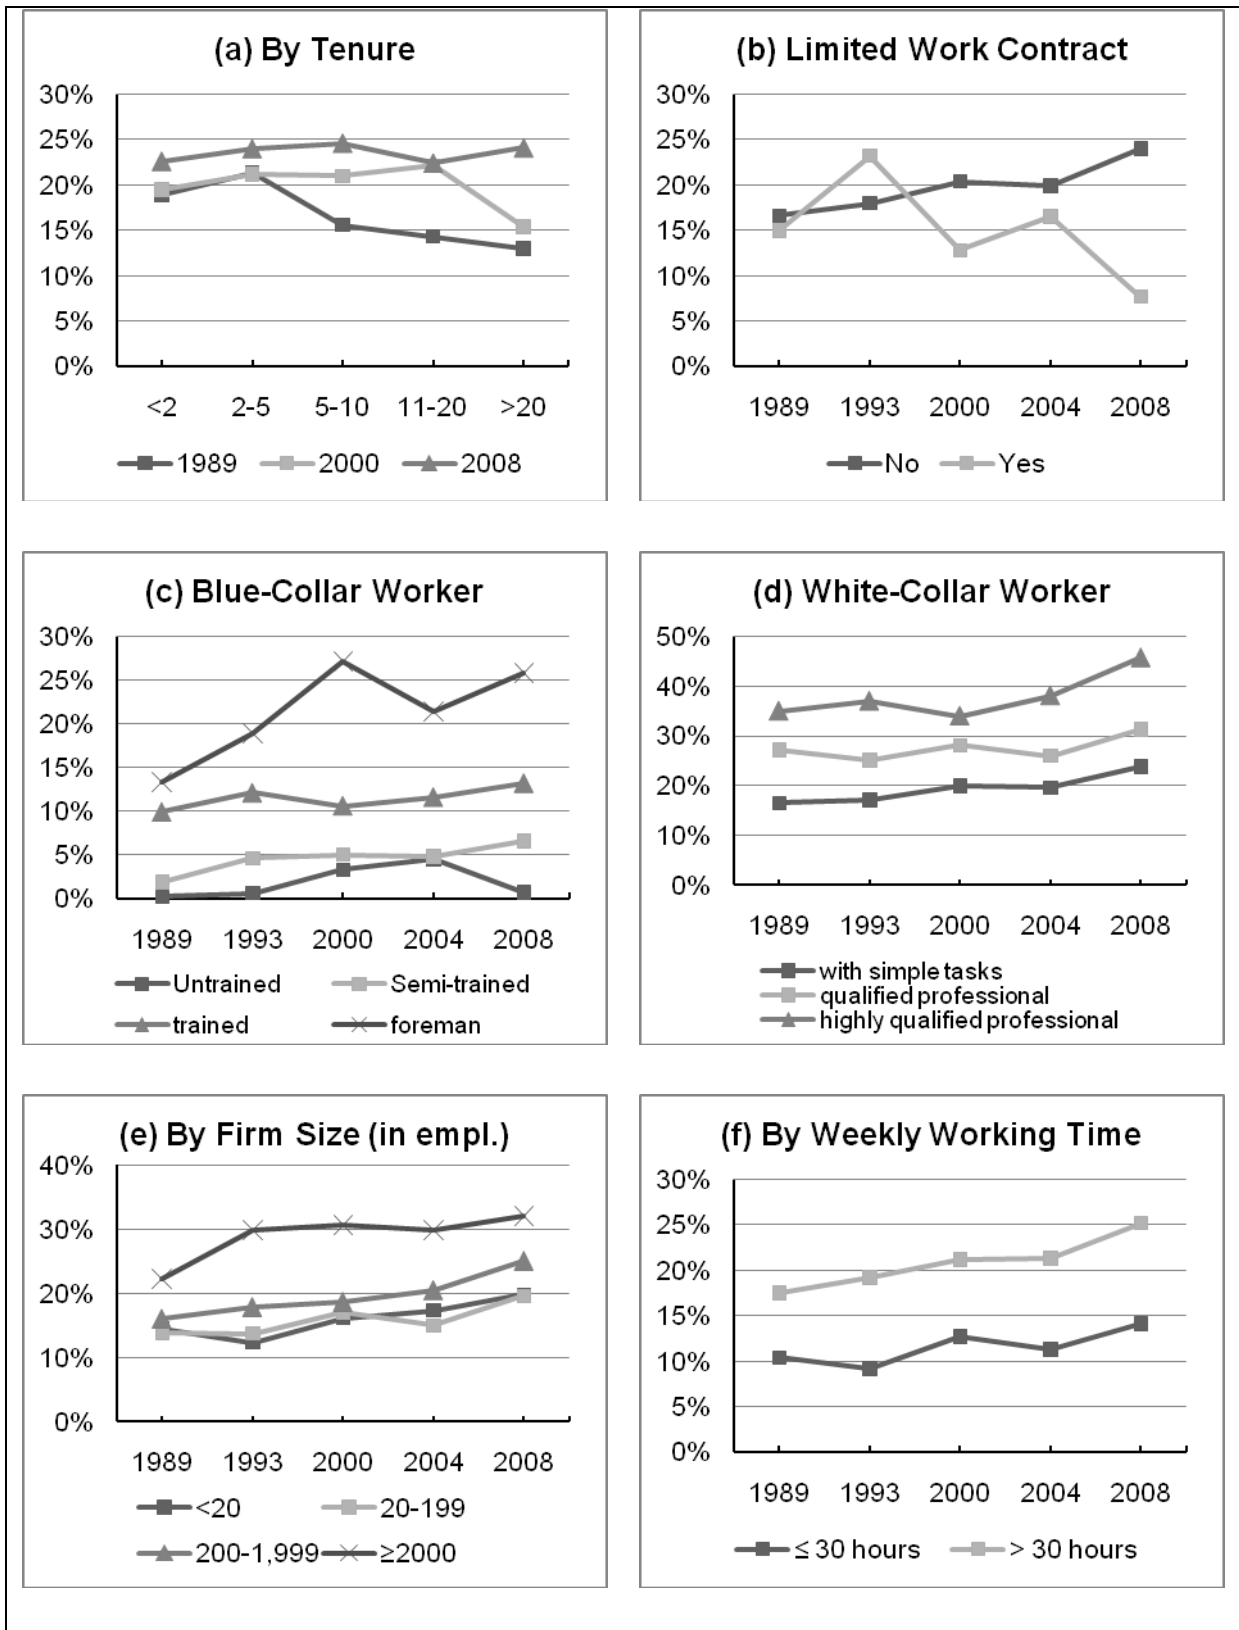 (a) By Tenure
30%
25%
20%
15%
10%
5%
0%
<2 2-5 5-10 11-20 >20
1989 2000 2008
(b) Limited Work Contract
30%
25%
20%
15%
10%
5%
0%
1989 1993 2000 2004 2008
No Yes
(c) Blue-Collar Worker
30%
25%
20%
15%
10%
5%
0%
1989 1993 2000 2004 2008
Untrained Semi-trained
trained foreman
(d) White-Collar Worker
50%
40%
30%
20%
10%
0%
1989 1993 2000 2004 2008
with simple tasks
qualified professional
highly qualified professional
(e) By Firm Size (in empl.)
40%
30%
20%
10%
0%
1989 1993 2000 2004 2008
<20 20-199
200-1,999 ≥2000
(f) By Weekly Working Time
30%
25%
20%
15%
10%
5%
0%
1989 1993 2000 2004 2008
≤ 30 hours > 30 hours